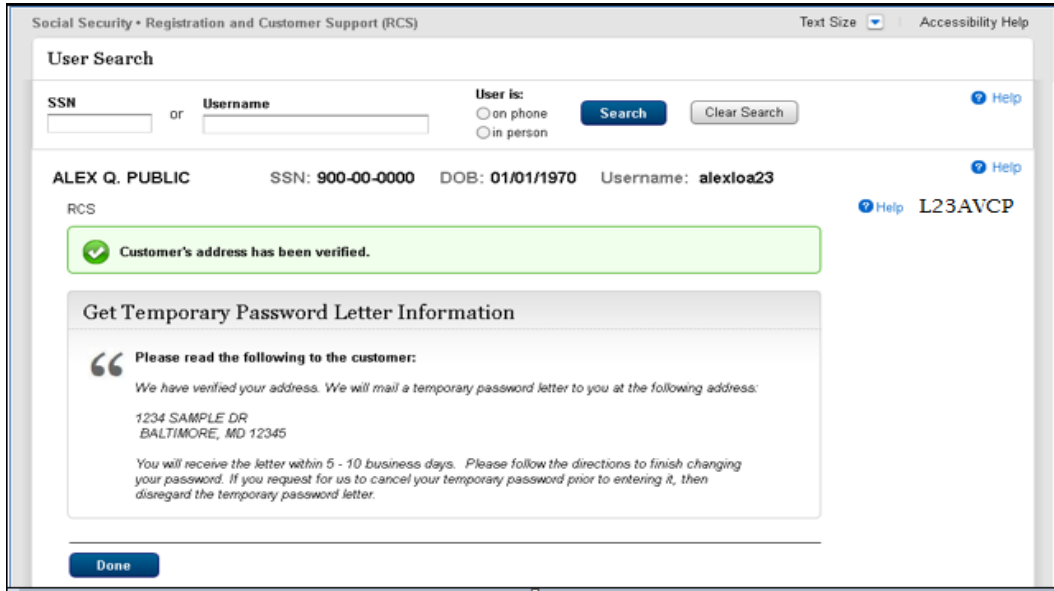 Social Security • Registration and Customer Support (RCS)
Text Size
Accessibility Help
User Search
SSN
or
Username
User is:
on phone
in person
Search
Clear Search
Help
ALEX Q. PUBLIC SSN: 900-00-0000 DOB: 01/01/1970 Username: alexloa23
Help
RCS
Help L23AVCP
Customer's address has been verified.
Get Temporary Password Letter Information
Please read the following to the customer:
We have verified your address. We will mail a temporary password letter to you at the following address:
1234 SAMPLE DR
BALTIMORE, MD 12345
You will receive the letter within 5 - 10 business days. Please follow the directions to finish changing
your password. If you request for us to cancel your temporary password prior to entering it, then
disregard the temporary password letter.
Done